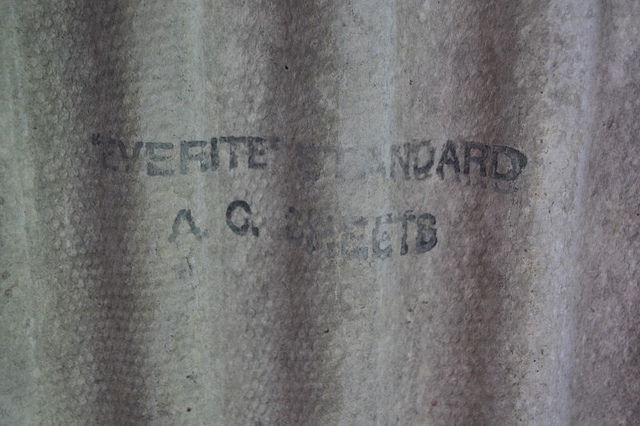 "EVERITE" STANDARD
A. C. SHEETS